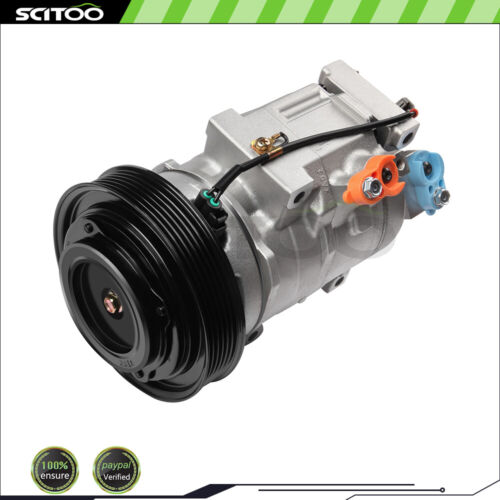 SCITOO
100%
ensure
paypal
Verified